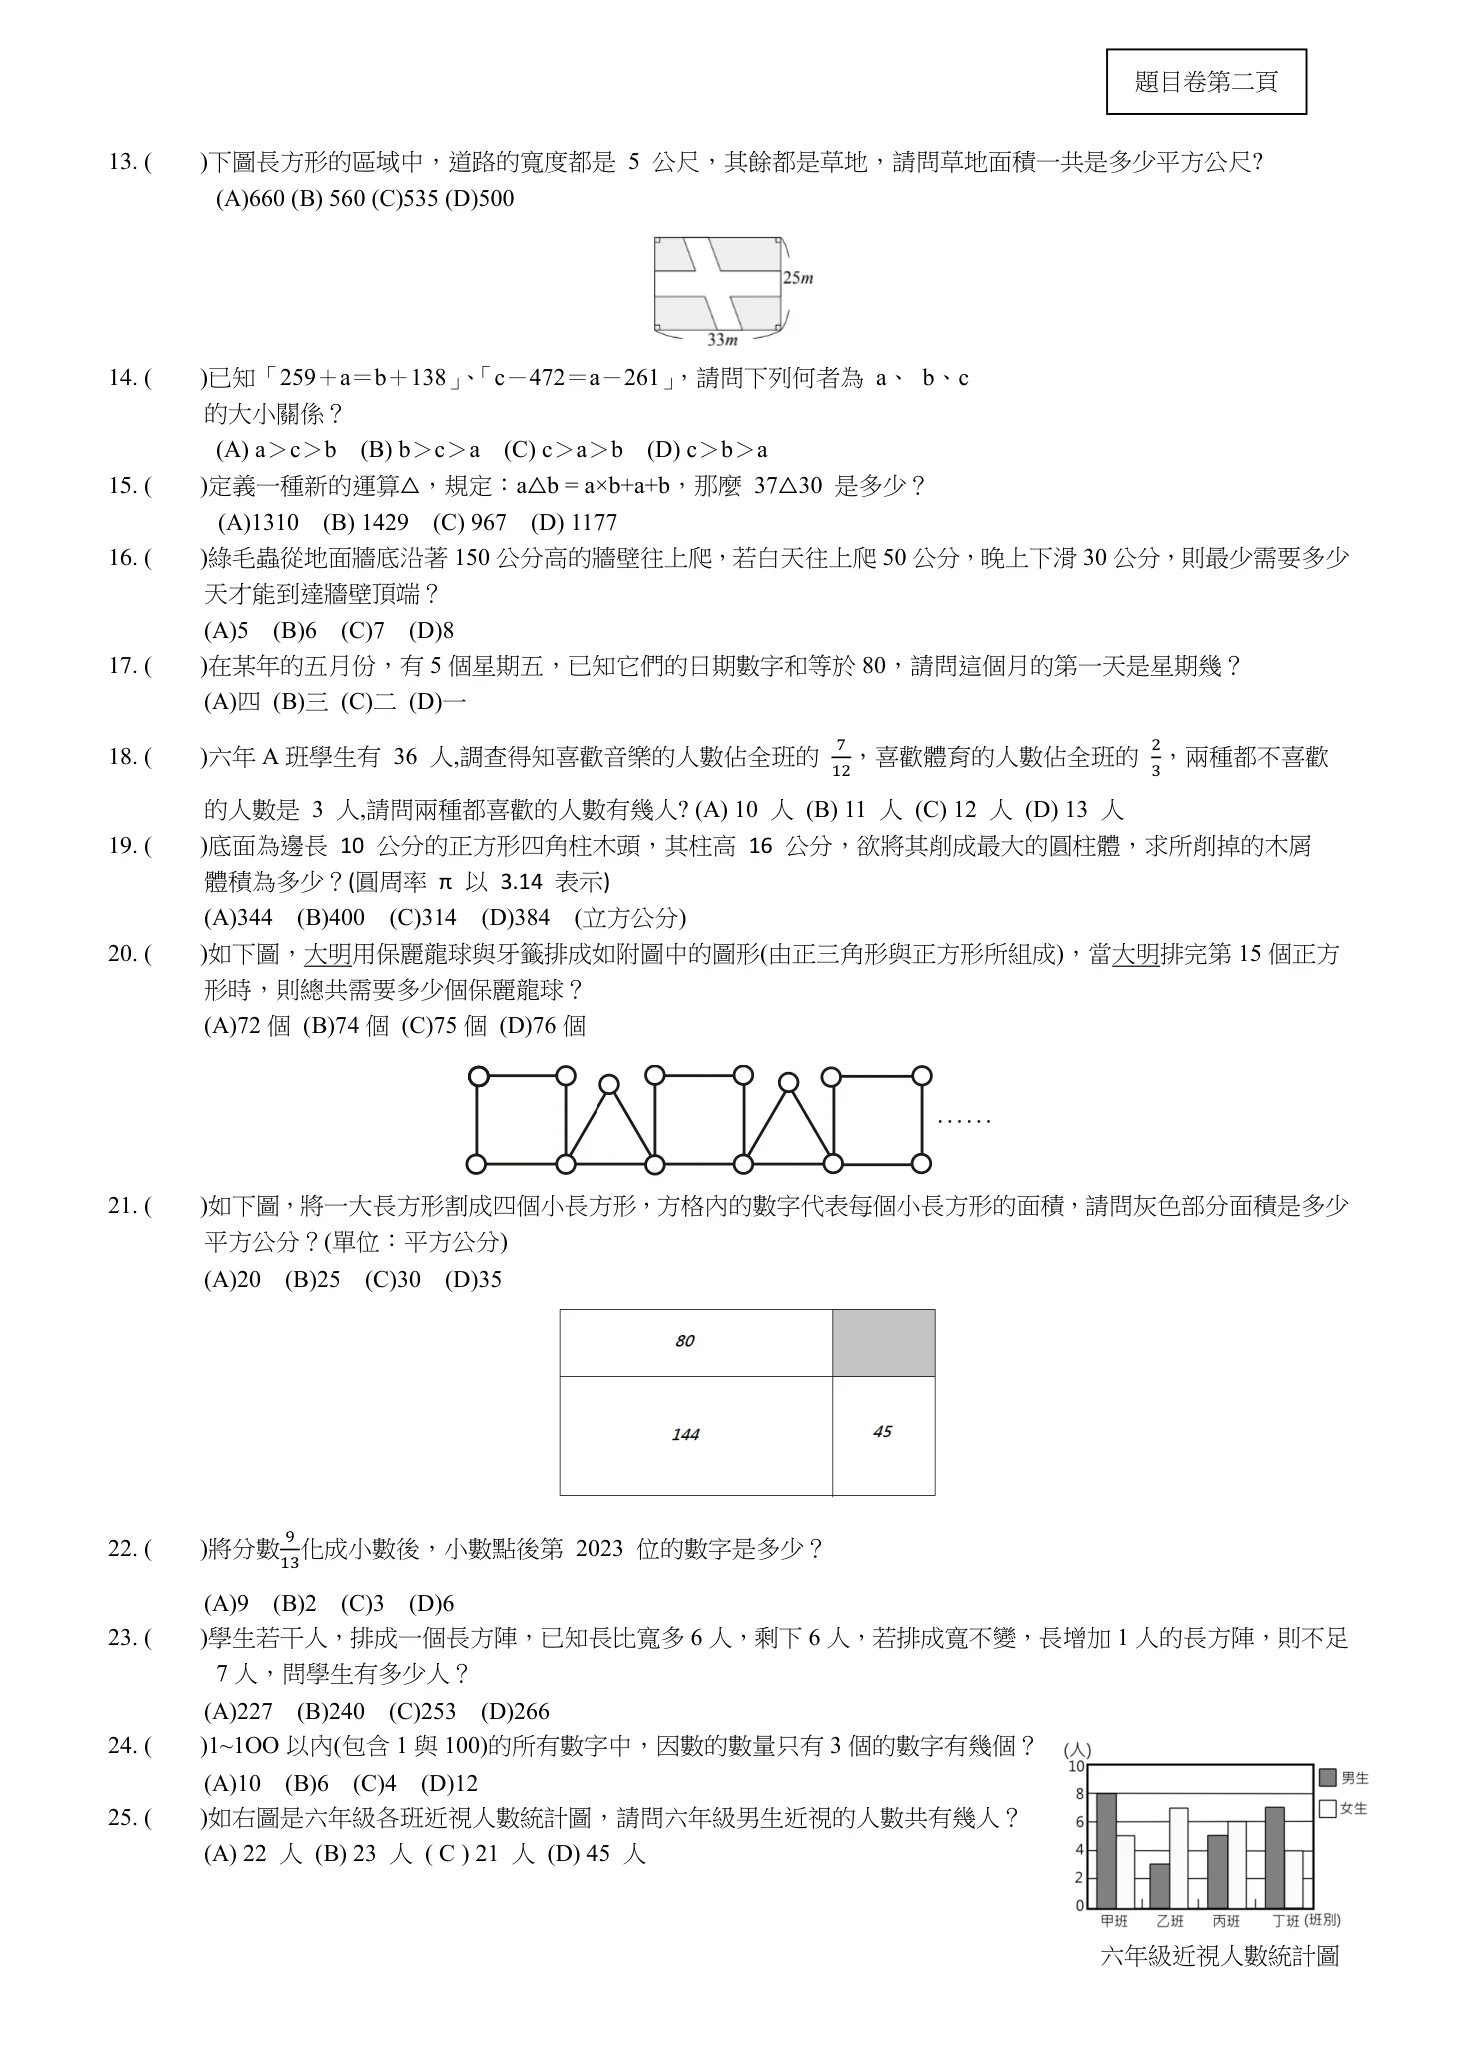 題目卷第二頁
13. ( )下圖長方形的區域中，道路的寬度都是 5 公尺，其餘都是草地，請問草地面積一共是多少平方公尺?
(A)660 (B) 560 (C)535 (D)500
25m
33m
14. ( )已知「259＋a＝b＋138」、「c－472＝a－261」，請問下列何者為 a、 b、c
的大小關係？
(A) a＞c＞b (B) b＞c＞a (C) c＞a＞b (D) c＞b＞a
15. ( )定義一種新的運算△，規定：a△b = a×b+a+b，那麼 37△30 是多少？
(A)1310 (B) 1429 (C) 967 (D) 1177
16. ( )綠毛蟲從地面牆底沿著 150 公分高的牆壁往上爬，若白天往上爬 50 公分，晚上下滑 30 公分，則最少需要多少
天才能到達牆壁頂端？
(A)5 (B)6 (C)7 (D)8
17. ( )在某年的五月份，有 5 個星期五，已知它們的日期數字和等於 80，請問這個月的第一天是星期幾？
(A)四 (B)三 (C)二 (D)一
18. ( )六年 A 班學生有 36 人,調查得知喜歡音樂的人數佔全班的 7/12，喜歡體育的人數佔全班的 2/3，兩種都不喜歡
的人數是 3 人,請問兩種都喜歡的人數有幾人? (A) 10 人 (B) 11 人 (C) 12 人 (D) 13 人
19. ( )底面為邊長 10 公分的正方形四角柱木頭，其柱高 16 公分，欲將其削成最大的圓柱體，求所削掉的木屑
體積為多少？(圓周率 π 以 3.14 表示)
(A)344 (B)400 (C)314 (D)384 (立方公分)
20. ( )如下圖，大明用保麗龍球與牙籤排成如附圖中的圖形(由正三角形與正方形所組成)，當大明排完第 15 個正方
形時，則總共需要多少個保麗龍球？
(A)72 個 (B)74 個 (C)75 個 (D)76 個
......
21. ( )如下圖，將一大長方形割成四個小長方形，方格內的數字代表每個小長方形的面積，請問灰色部分面積是多少
平方公分？(單位：平方公分)
(A)20 (B)25 (C)30 (D)35
80
144 45
22. ( )將分數9/13化成小數後，小數點後第 2023 位的數字是多少？
(A)9 (B)2 (C)3 (D)6
23. ( )學生若干人，排成一個長方陣，已知長比寬多 6 人，剩下 6 人，若排成寬不變，長增加 1 人的長方陣，則不足
7 人，問學生有多少人？
(A)227 (B)240 (C)253 (D)266
24. ( )1~1OO 以內(包含 1 與 100)的所有數字中，因數的數量只有 3 個的數字有幾個？
(A)10 (B)6 (C)4 (D)12
25. ( )如右圖是六年級各班近視人數統計圖，請問六年級男生近視的人數共有幾人？
(A) 22 人 (B) 23 人 ( C ) 21 人 (D) 45 人
(人)
10
8
6
4
2
0
男生
女生
甲班 乙班 丙班 丁班 (班別)
六年級近視人數統計圖